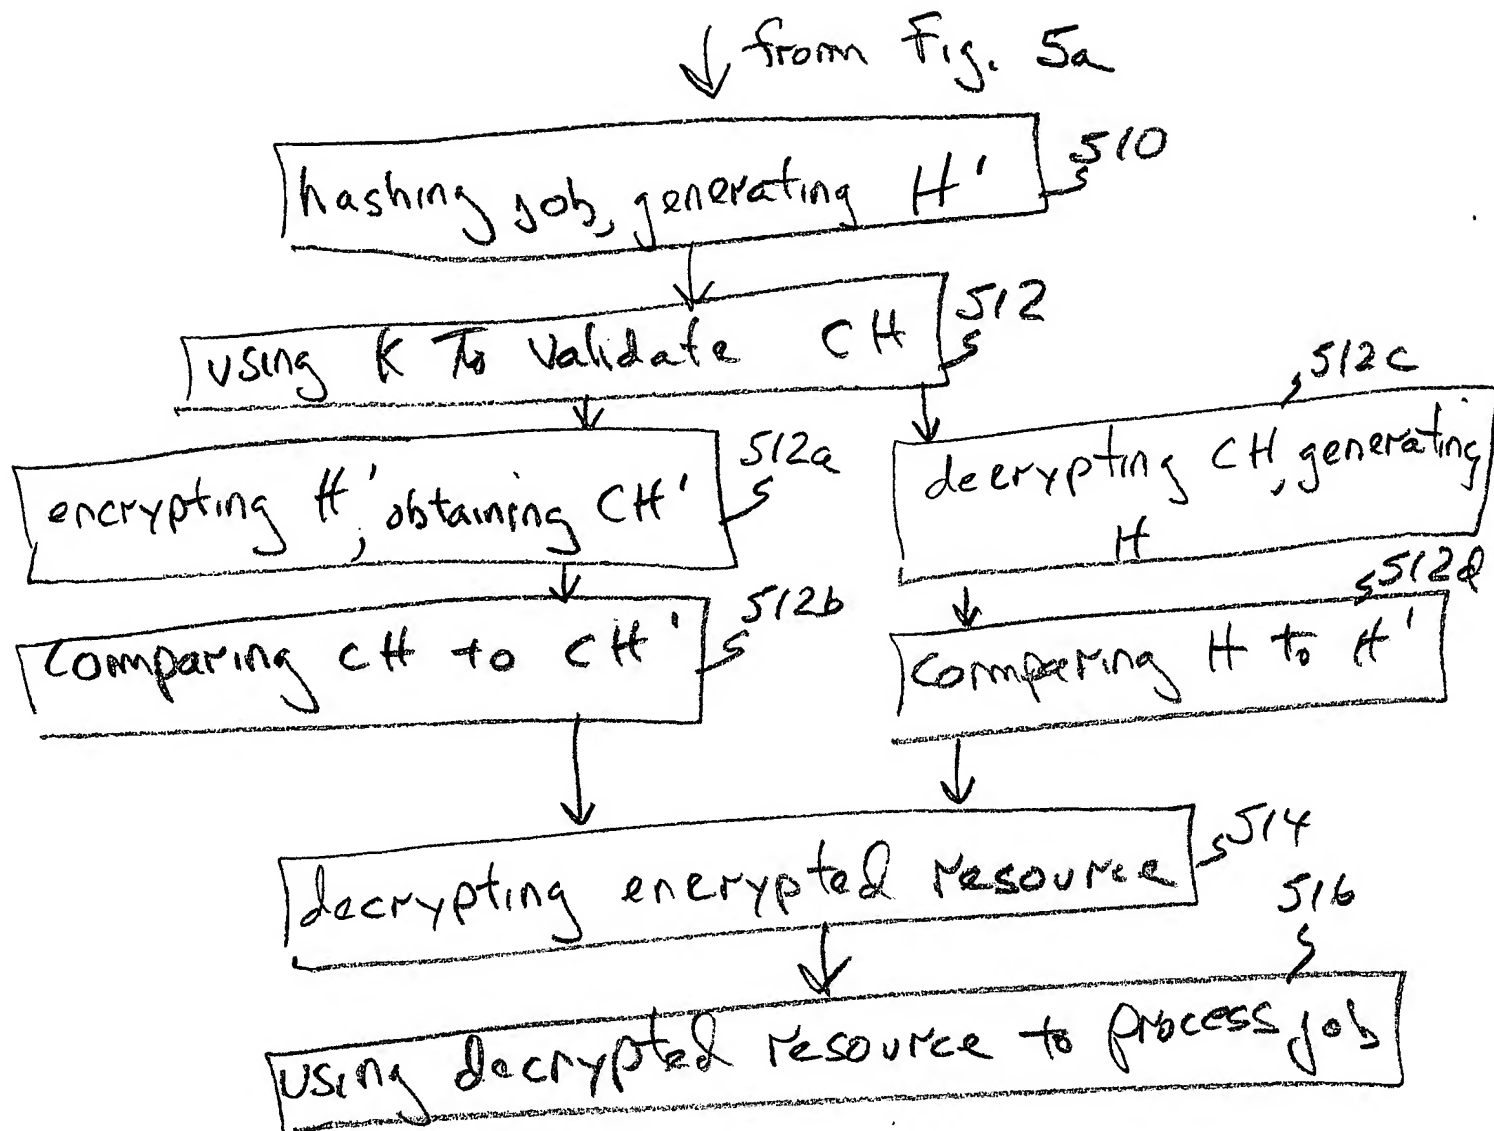 from Fig. 5a
510
hashing job, generating H'
512
using K To validate CH
512c
512a
encrypting H', obtaining CH'
decrypting CH, generating
H
512d
512b
comparing CH to CH'
comparing H to H'
514
decrypting encrypted resource
516
using decrypted resource to process job